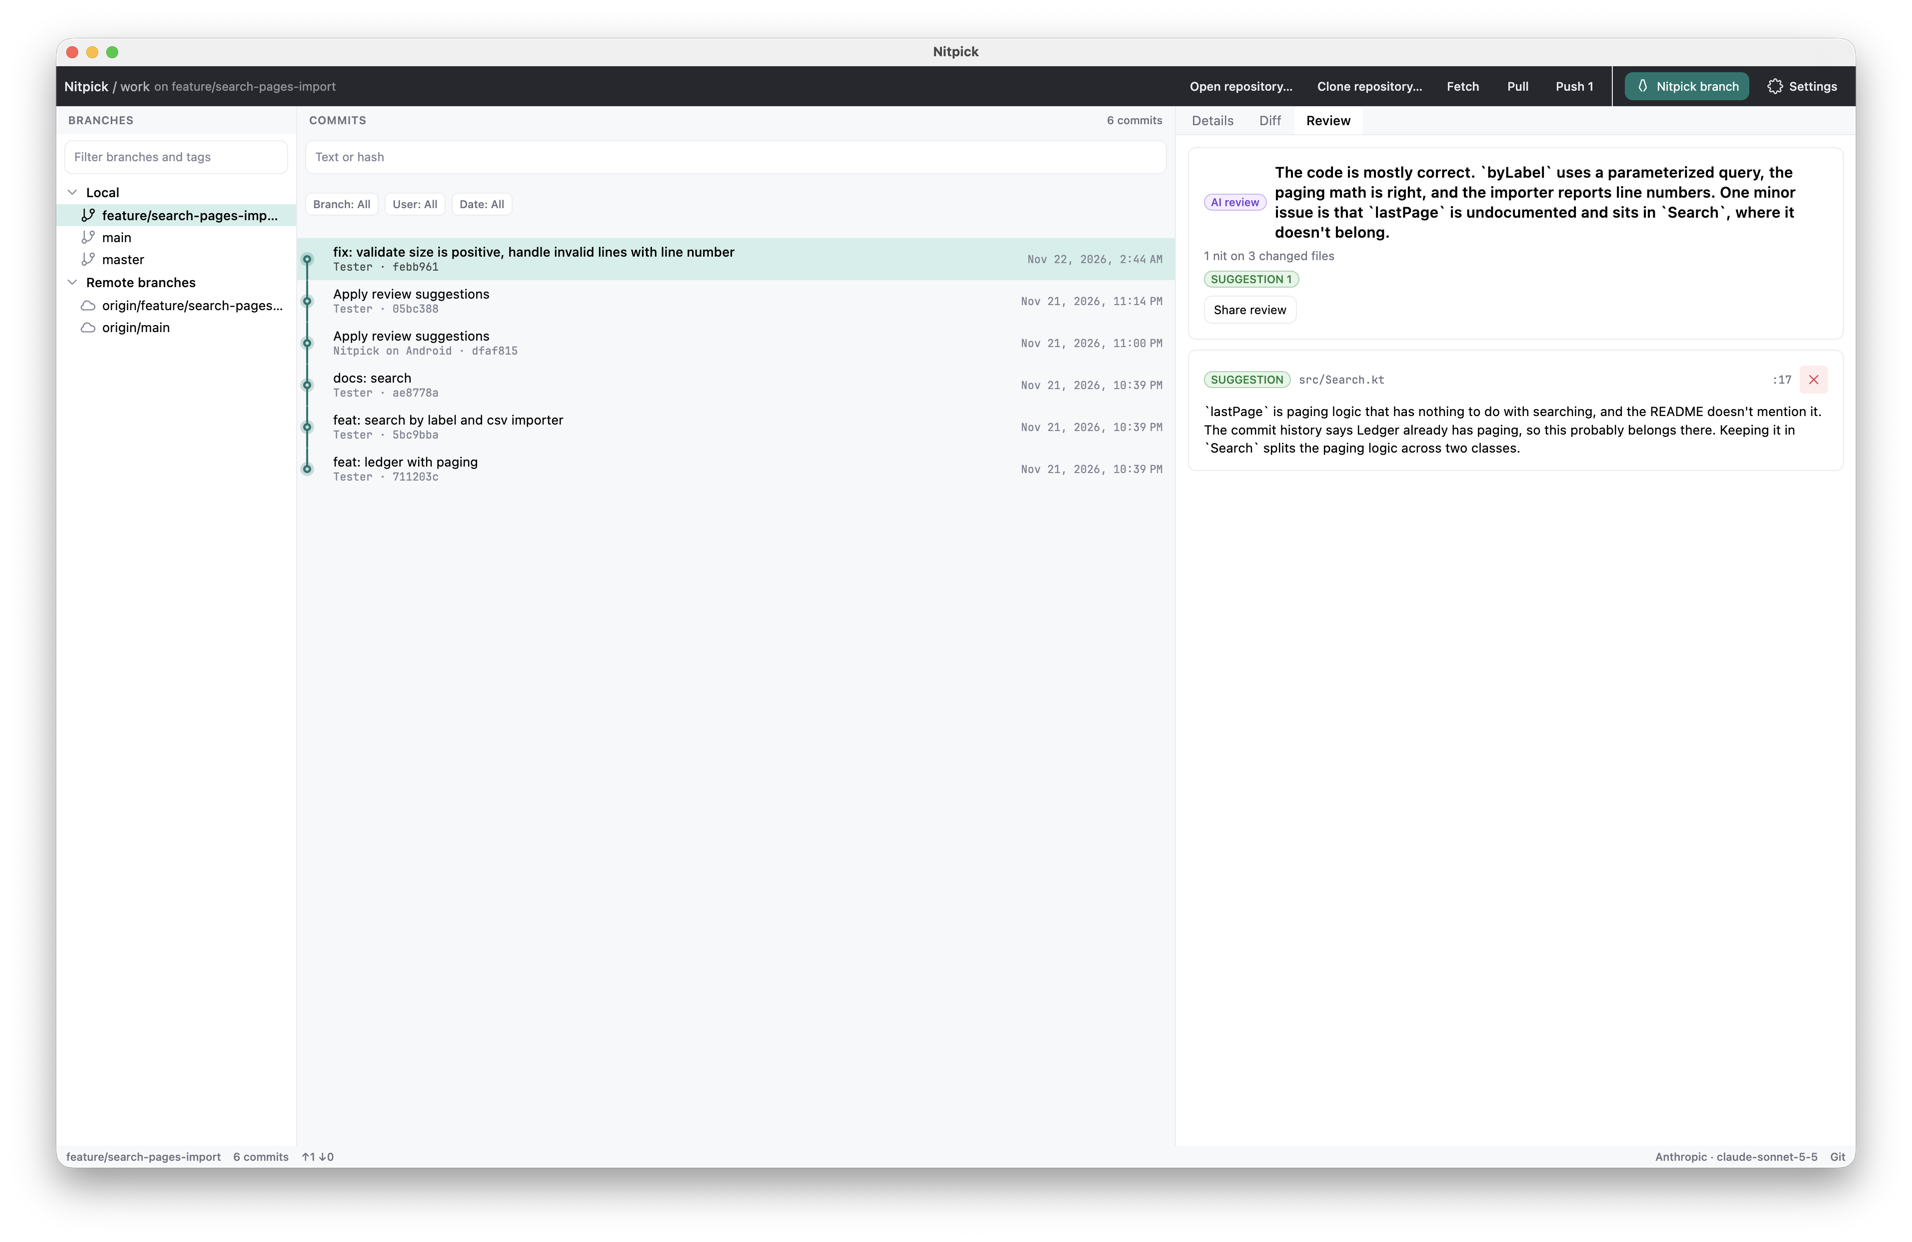 Nitpick
Nitpick / work on feature/search-pages-import
Open repository...
Clone repository...
Fetch
Pull
Push 1
Nitpick branch
Settings
BRANCHES
Filter branches and tags
Local
feature/search-pages-imp...
main
master
Remote branches
origin/feature/search-pages...
origin/main
COMMITS
6 commits
Text or hash
Branch: All
User: All
Date: All
fix: validate size is positive, handle invalid lines with line number
Tester · febb961
Nov 22, 2026, 2:44 AM
Apply review suggestions
Tester · 05bc388
Nov 21, 2026, 11:14 PM
Apply review suggestions
Nitpick on Android · dfaf815
Nov 21, 2026, 11:00 PM
docs: search
Tester · ae8778a
Nov 21, 2026, 10:39 PM
feat: search by label and csv importer
Tester · 5bc9bba
Nov 21, 2026, 10:39 PM
feat: ledger with paging
Tester · 711203c
Nov 21, 2026, 10:39 PM
Details
Diff
Review
AI review
The code is mostly correct. `byLabel` uses a parameterized query, the
paging math is right, and the importer reports line numbers. One minor
issue is that `lastPage` is undocumented and sits in `Search`, where it
doesn't belong.
1 nit on 3 changed files
SUGGESTION 1
Share review
SUGGESTION src/Search.kt
:17
`lastPage` is paging logic that has nothing to do with searching, and the README doesn't mention it.
The commit history says Ledger already has paging, so this probably belongs there. Keeping it in
`Search` splits the paging logic across two classes.
feature/search-pages-import
6 commits
↑1 ↓0
Anthropic · claude-sonnet-5-5
Git